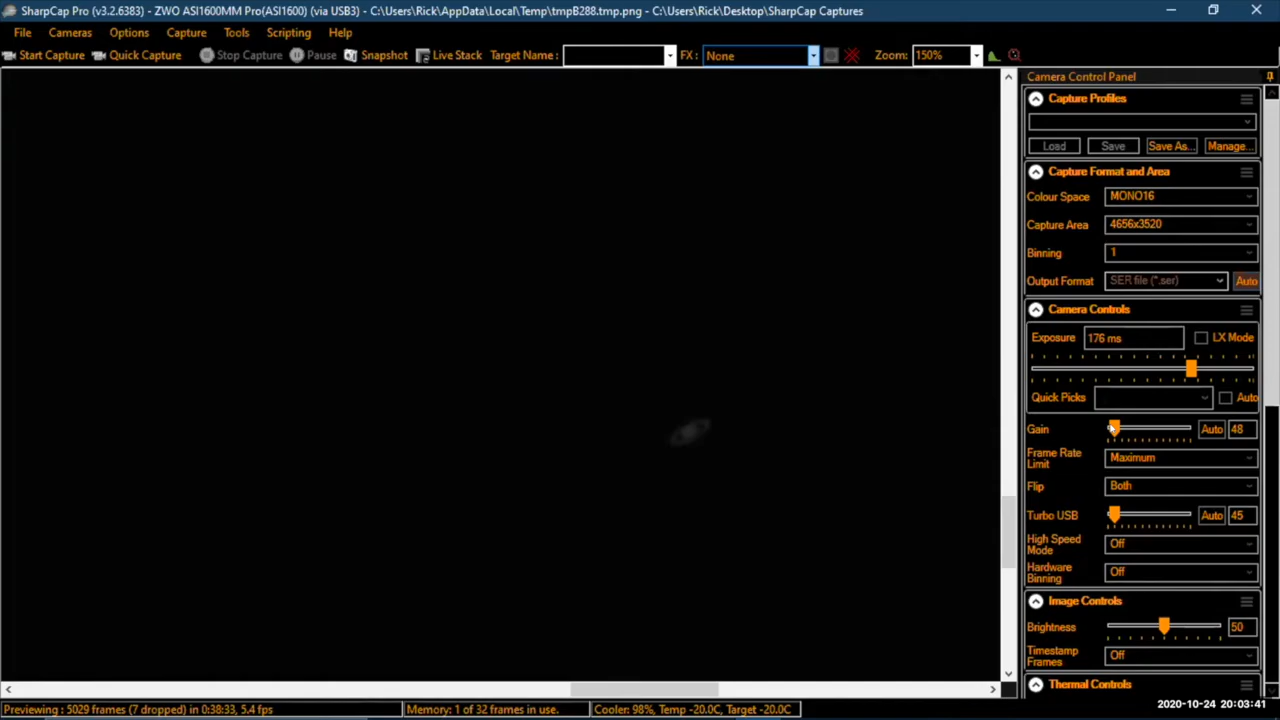 SharpCap Pro (v3.2.6383) - ZWO ASI1600MM Pro(ASI1600) (via USB3) - C:\Users\Rick\AppData\Local\Temp\tmpB288.tmp.png - C:\Users\Rick\Desktop\SharpCap Captures
File Cameras Options Capture Tools Scripting Help
Start Capture Quick Capture Stop Capture Pause Snapshot Live Stack Target Name : FX : None Zoom: 150%
Camera Control Panel
Capture Profiles
Load Save Save As... Manage...
Capture Format and Area
Colour Space MONO16
Capture Area 4656x3520
Binning 1
Output Format SER file (*.ser) Auto
Camera Controls
Exposure 176 ms LX Mode
Quick Picks Auto
Gain Auto 48
Frame Rate Limit Maximum
Flip Both
Turbo USB Auto 45
High Speed Mode Off
Hardware Binning Off
Image Controls
Brightness 50
Timestamp Frames Off
Thermal Controls
Previewing : 5029 frames (7 dropped) in 0:38:33, 5.4 fps Memory: 1 of 32 frames in use. Cooler: 98%, Temp -20.0C, Target -20.0C
2020-10-24 20:03:41